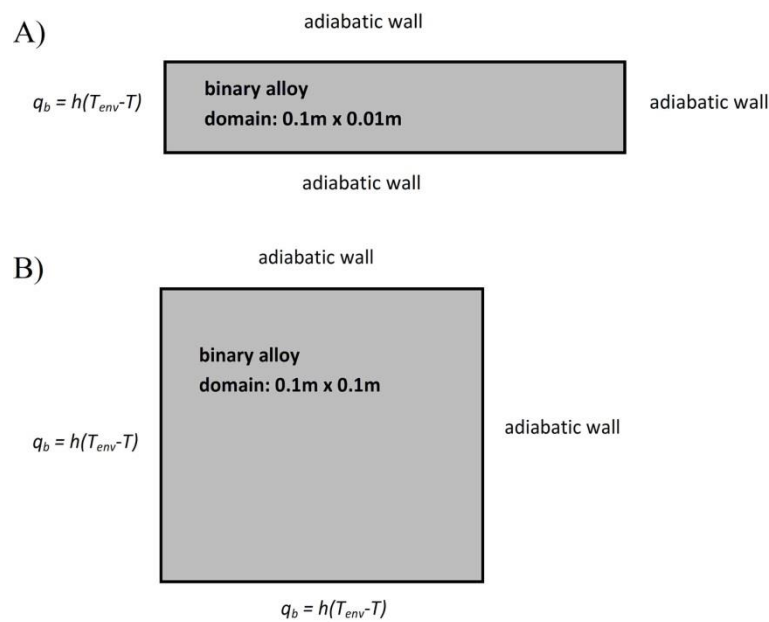 A)
adiabatic wall
binary alloy
domain: 0.1m x 0.01m
q_b = h(T_env-T)
adiabatic wall
adiabatic wall
B)
adiabatic wall
binary alloy
domain: 0.1m x 0.1m
q_b = h(T_env-T)
adiabatic wall
q_b = h(T_env-T)